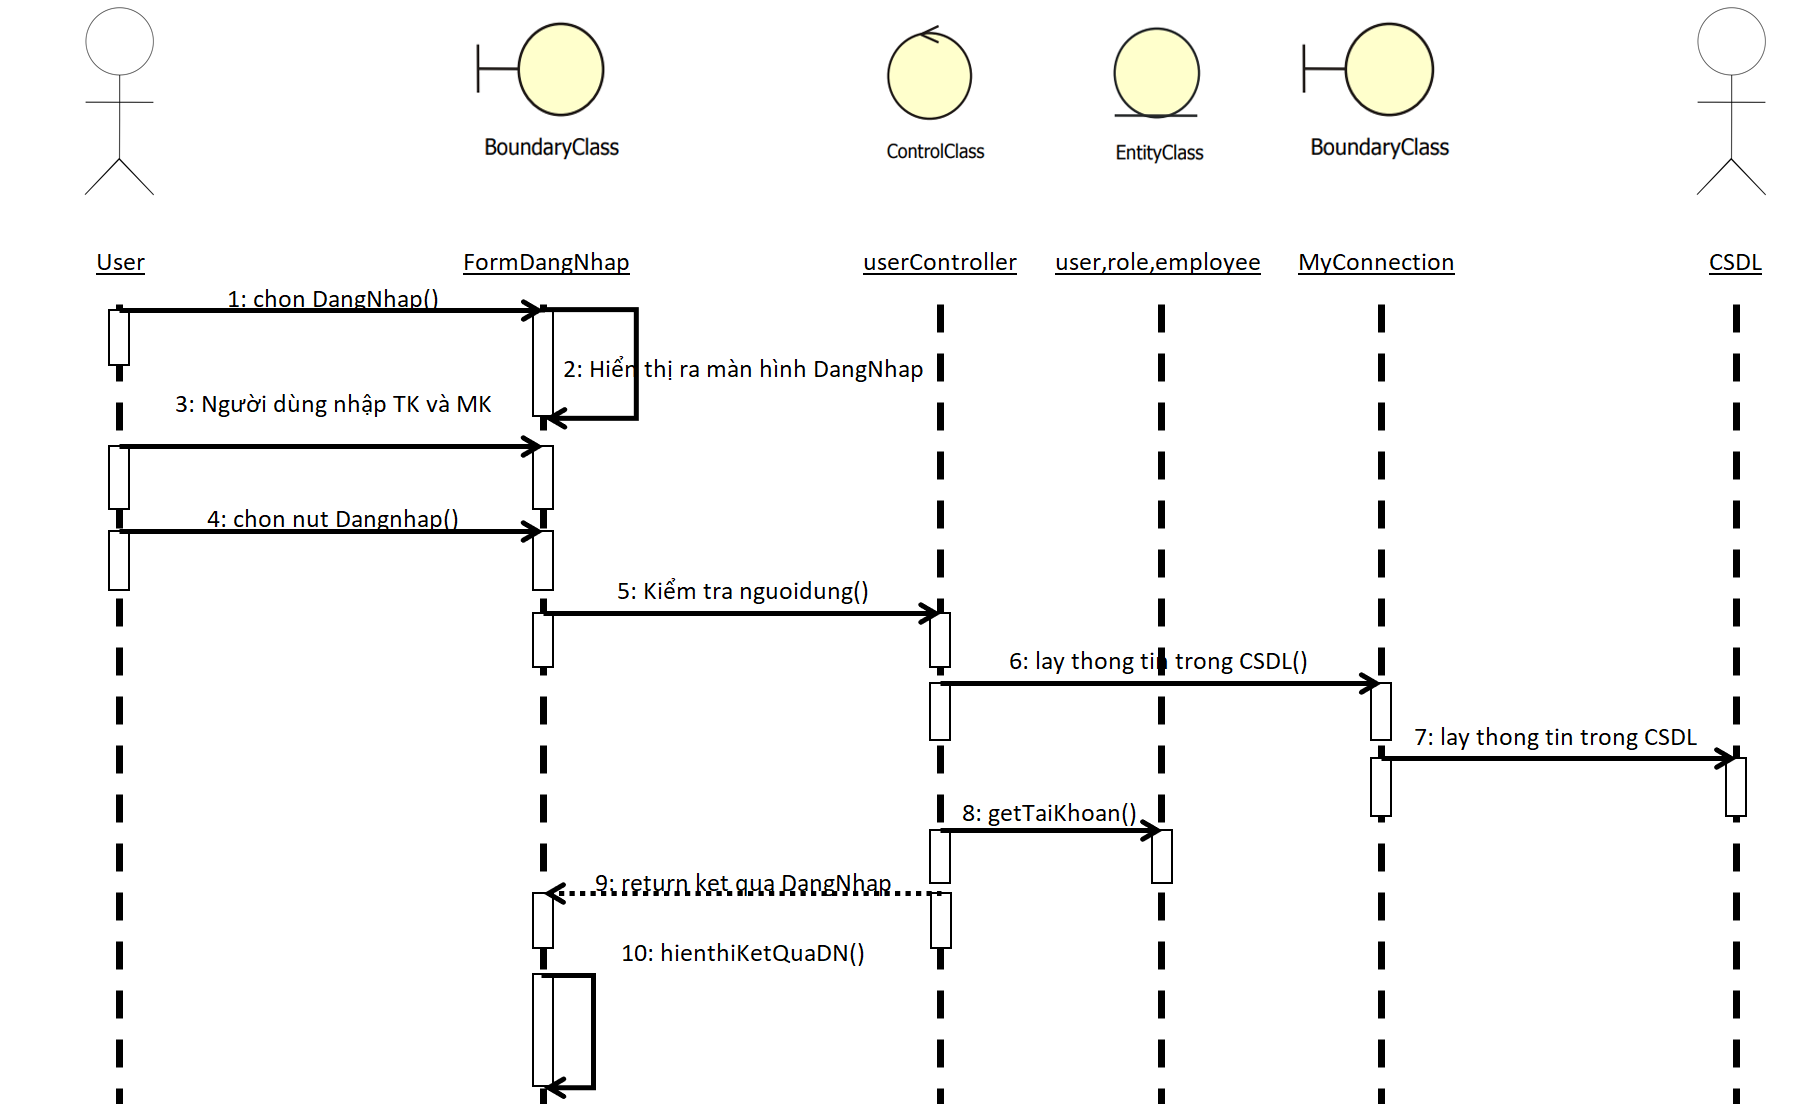 BoundaryClass
ControlClass
EntityClass
BoundaryClass
User
FormDangNhap
userController
user,role,employee
MyConnection
CSDL
1: chon DangNhap()
2: Hiển thị ra màn hình DangNhap
3: Người dùng nhập TK và MK
4: chon nut Dangnhap()
5: Kiểm tra nguoidung()
6: lay thong tin trong CSDL()
7: lay thong tin trong CSDL
8: getTaiKhoan()
9: return ket qua DangNhap
10: hienthiKetQuaDN()